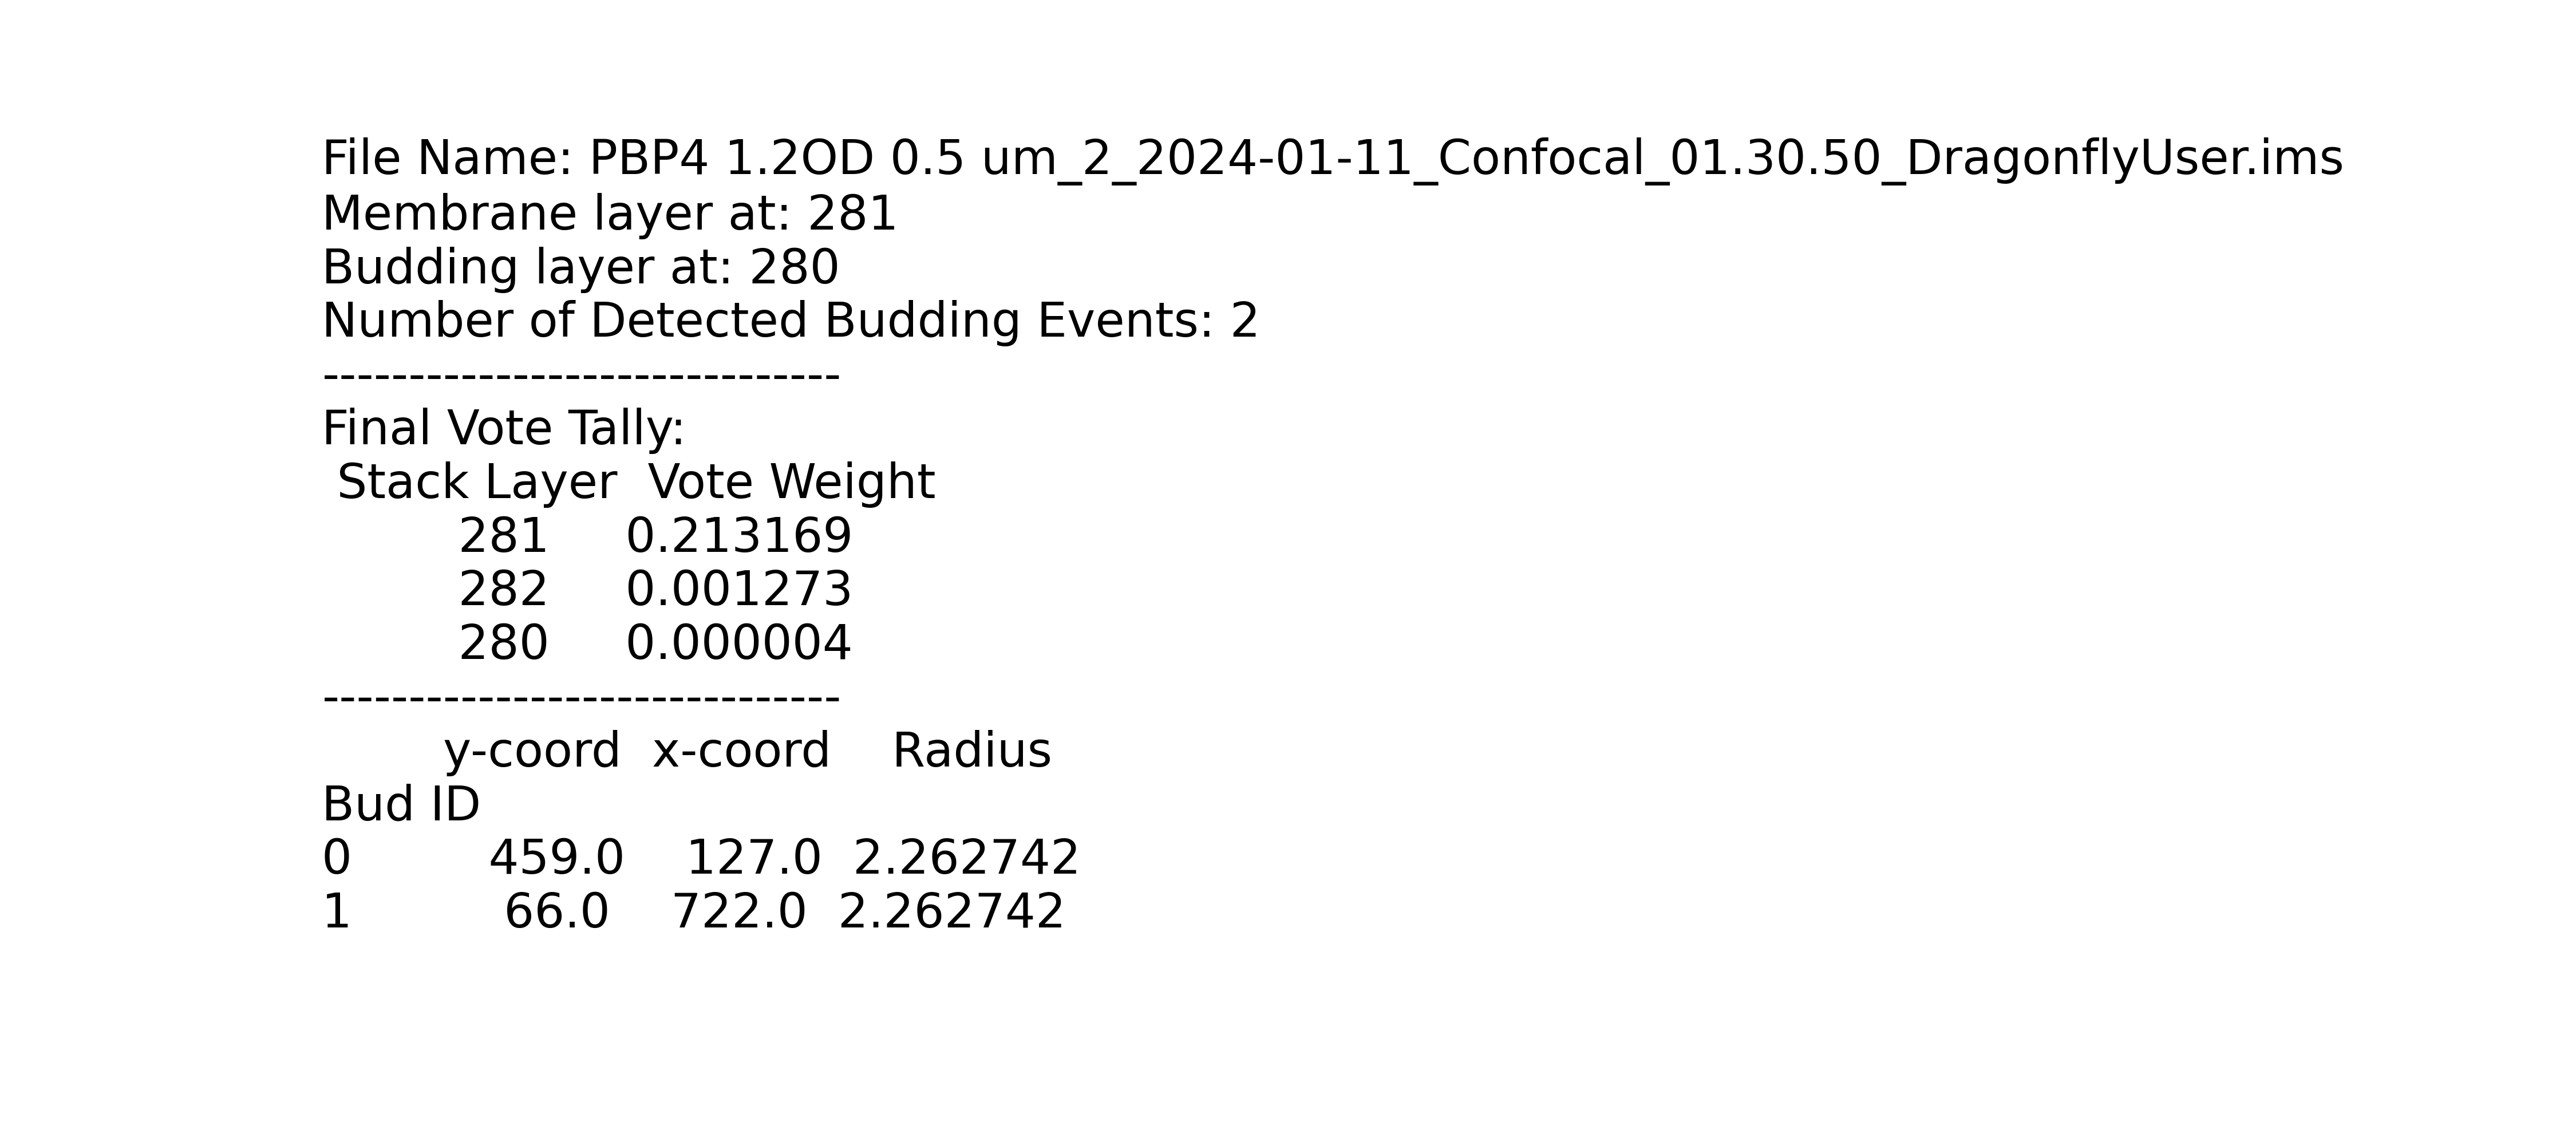 File Name: PBP4 1.2OD 0.5 um_2_2024-01-11_Confocal_01.30.50_DragonflyUser.ims
Membrane layer at: 281
Budding layer at: 280
Number of Detected Budding Events: 2
------------------------------
Final Vote Tally:
Stack Layer  Vote Weight
281     0.213169
282     0.001273
280     0.000004
------------------------------
y-coord  x-coord    Radius
Bud ID
0         459.0    127.0  2.262742
1          66.0    722.0  2.262742